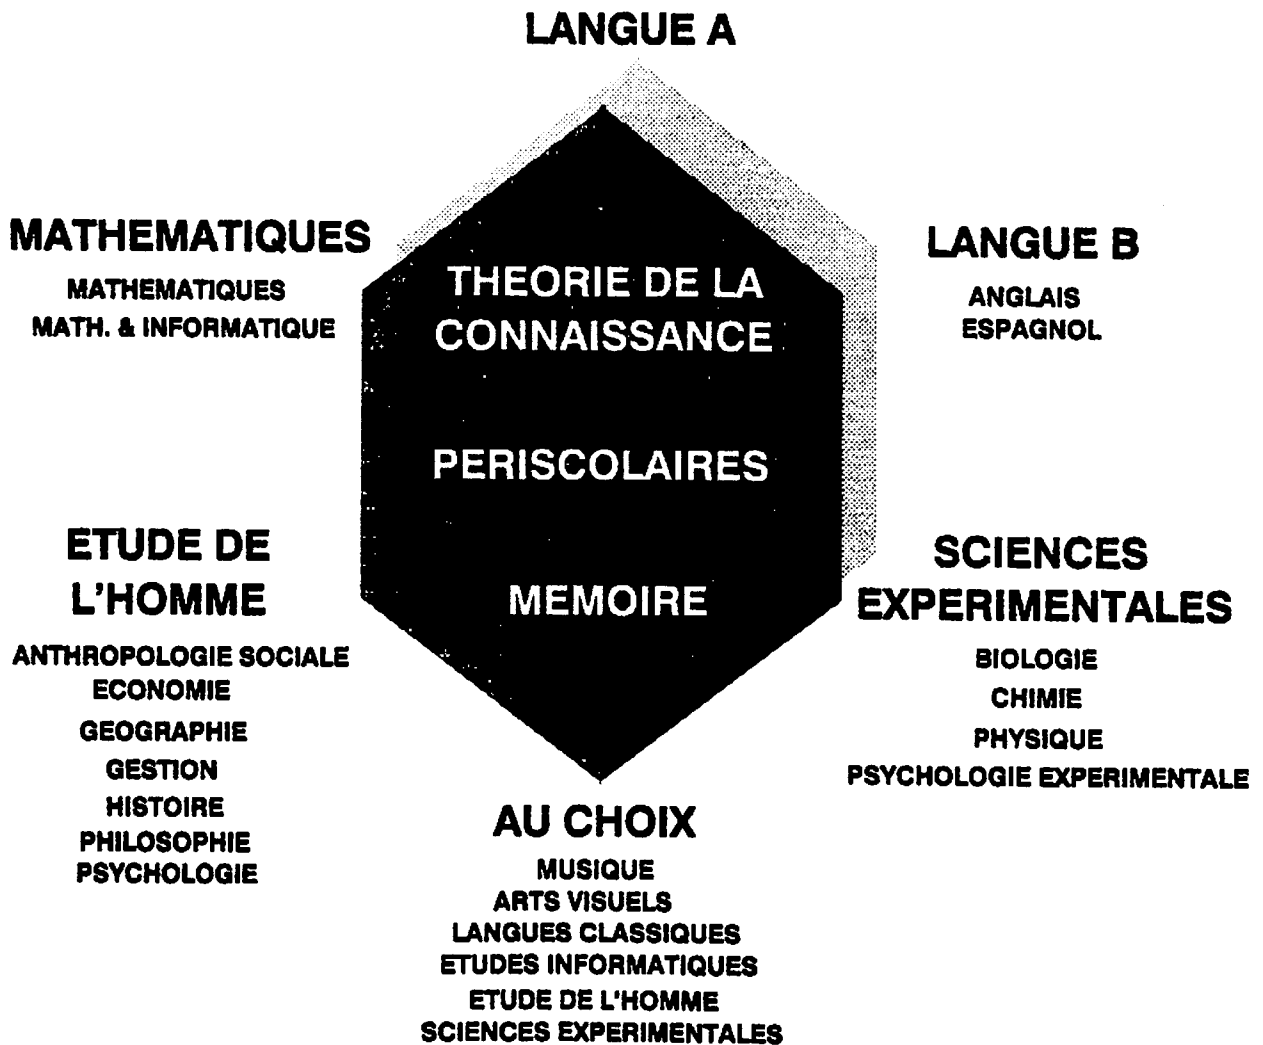 LANGUE A
MATHEMATIQUES
MATHEMATIQUES
MATH. & INFORMATIQUE
LANGUE B
ANGLAIS
ESPAGNOL
THEORIE DE LA
CONNAISSANCE
PERISCOLAIRES
MEMOIRE
ETUDE DE
L'HOMME
ANTHROPOLOGIE SOCIALE
ECONOMIE
GEOGRAPHIE
GESTION
HISTOIRE
PHILOSOPHIE
PSYCHOLOGIE
SCIENCES
EXPERIMENTALES
BIOLOGIE
CHIMIE
PHYSIQUE
PSYCHOLOGIE EXPERIMENTALE
AU CHOIX
MUSIQUE
ARTS VISUELS
LANGUES CLASSIQUES
ETUDES INFORMATIQUES
ETUDE DE L'HOMME
SCIENCES EXPERIMENTALES